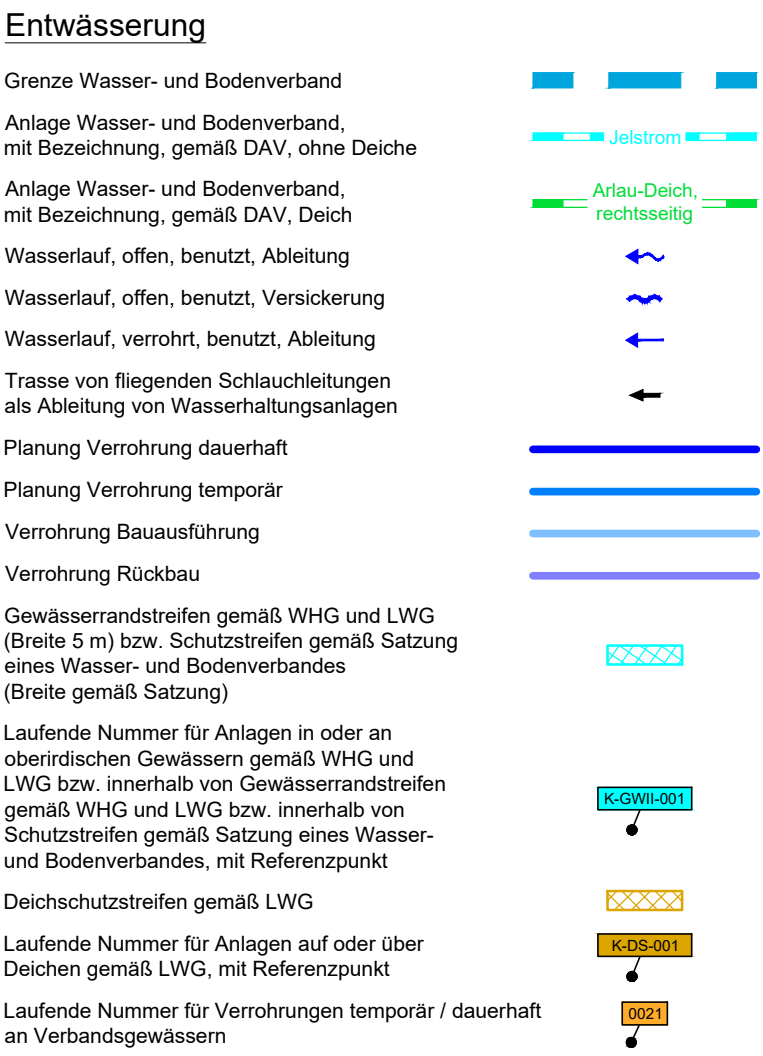 Entwässerung
Grenze Wasser- und Bodenverband
Anlage Wasser- und Bodenverband,
mit Bezeichnung, gemäß DAV, ohne Deiche
Jelstrom
Anlage Wasser- und Bodenverband,
mit Bezeichnung, gemäß DAV, Deich
Arlau-Deich,
rechtsseitig
Wasserlauf, offen, benutzt, Ableitung
Wasserlauf, offen, benutzt, Versickerung
Wasserlauf, verrohrt, benutzt, Ableitung
Trasse von fliegenden Schlauchleitungen
als Ableitung von Wasserhaltungsanlagen
Planung Verrohrung dauerhaft
Planung Verrohrung temporär
Verrohrung Bauausführung
Verrohrung Rückbau
Gewässerrandstreifen gemäß WHG und LWG
(Breite 5 m) bzw. Schutzstreifen gemäß Satzung
eines Wasser- und Bodenverbandes
(Breite gemäß Satzung)
Laufende Nummer für Anlagen in oder an
oberirdischen Gewässern gemäß WHG und
LWG bzw. innerhalb von Gewässerrandstreifen
gemäß WHG und LWG bzw. innerhalb von
Schutzstreifen gemäß Satzung eines Wasser-
und Bodenverbandes, mit Referenzpunkt
K-GWII-001
Deichschutzstreifen gemäß LWG
Laufende Nummer für Anlagen auf oder über
Deichen gemäß LWG, mit Referenzpunkt
K-DS-001
Laufende Nummer für Verrohrungen temporär / dauerhaft
an Verbandsgewässern
0021